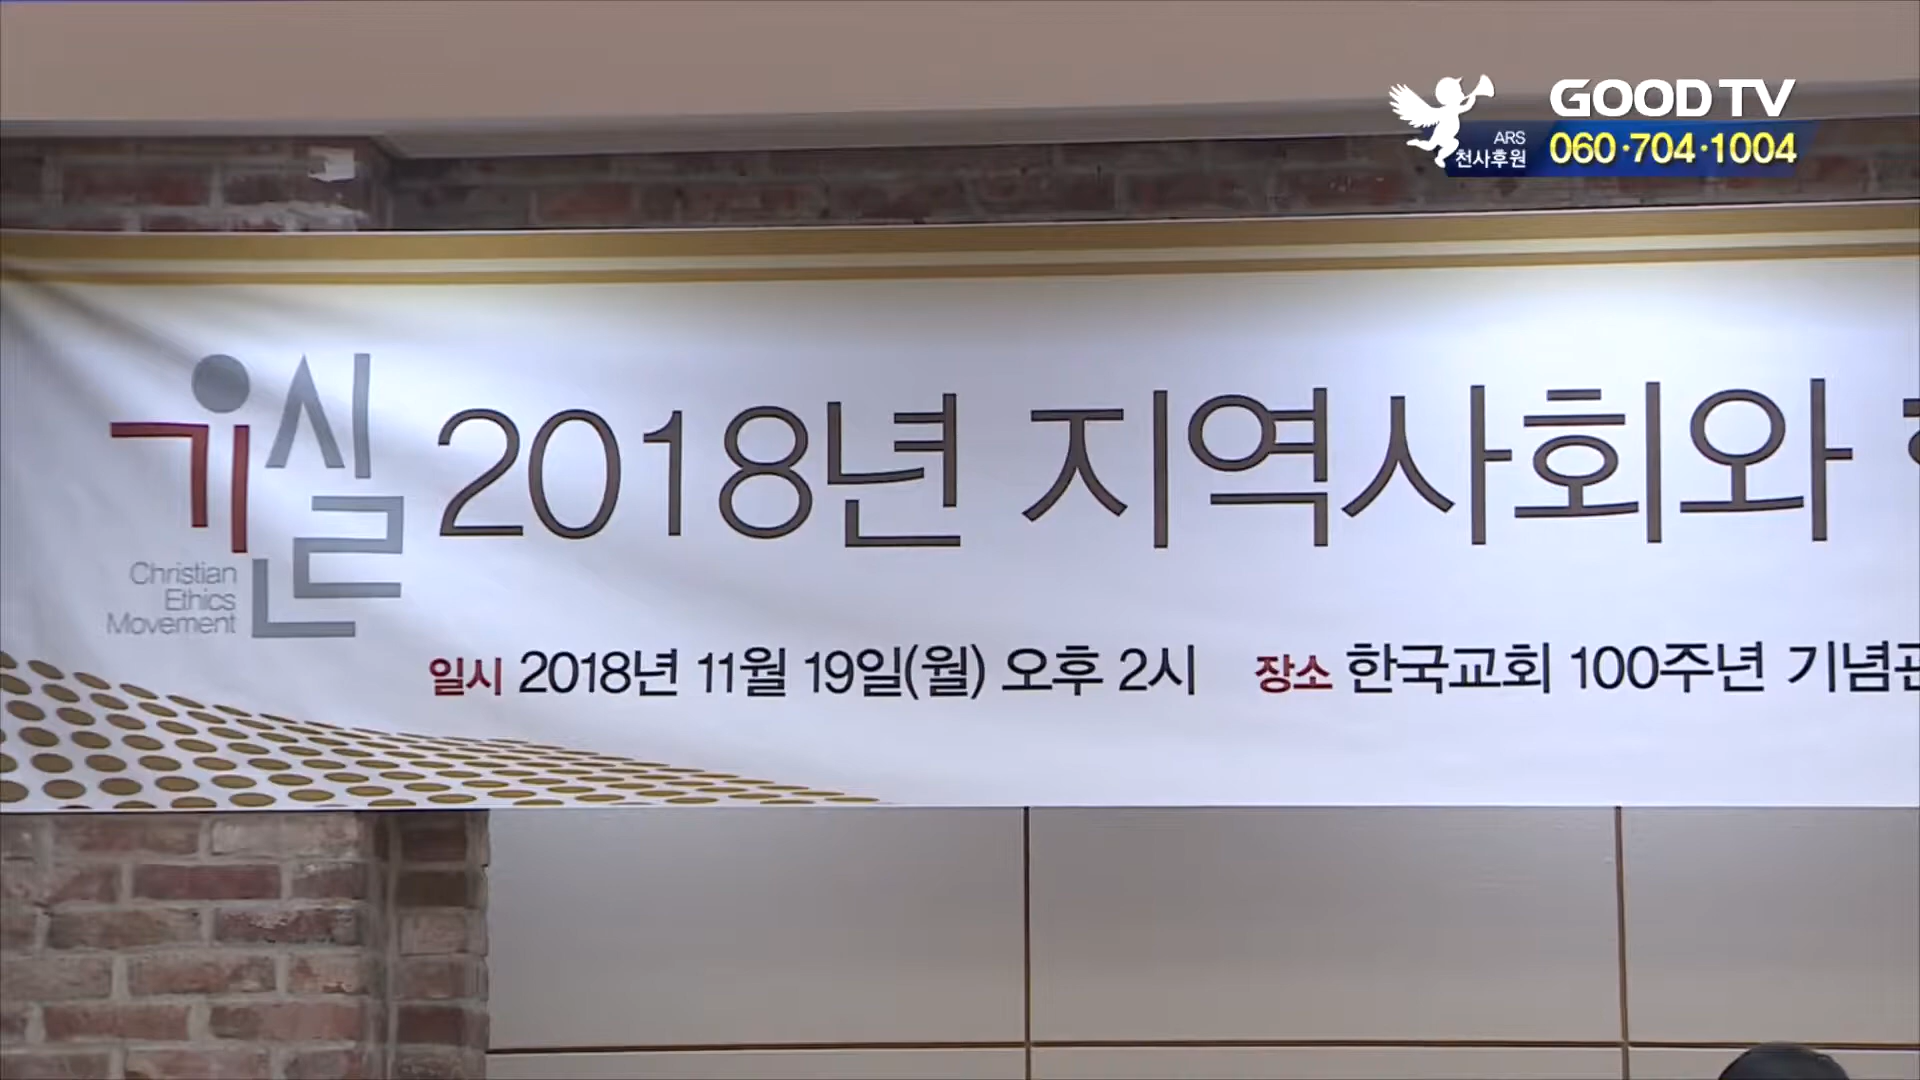 GOOD TV
ARS
천사후원 060·704·1004
기윤실 2018년 지역사회와
Christian
Ethics
Movement
일시 2018년 11월 19일(월) 오후 2시 장소 한국교회 100주년 기념관